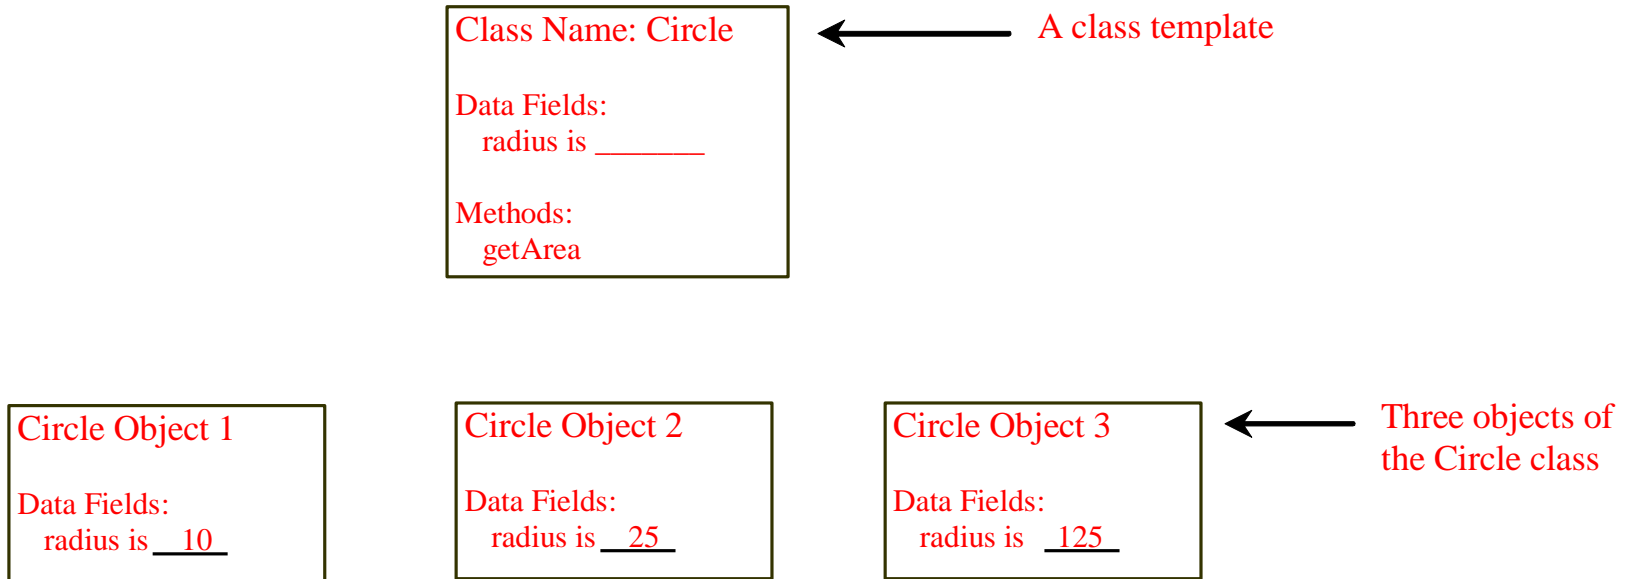 Class Name: Circle
A class template
Data Fields:
radius is _______
Methods:
getArea
Circle Object 1
Data Fields:
radius is 10
Circle Object 2
Data Fields:
radius is 25
Circle Object 3
Data Fields:
radius is 125
Three objects of
the Circle class